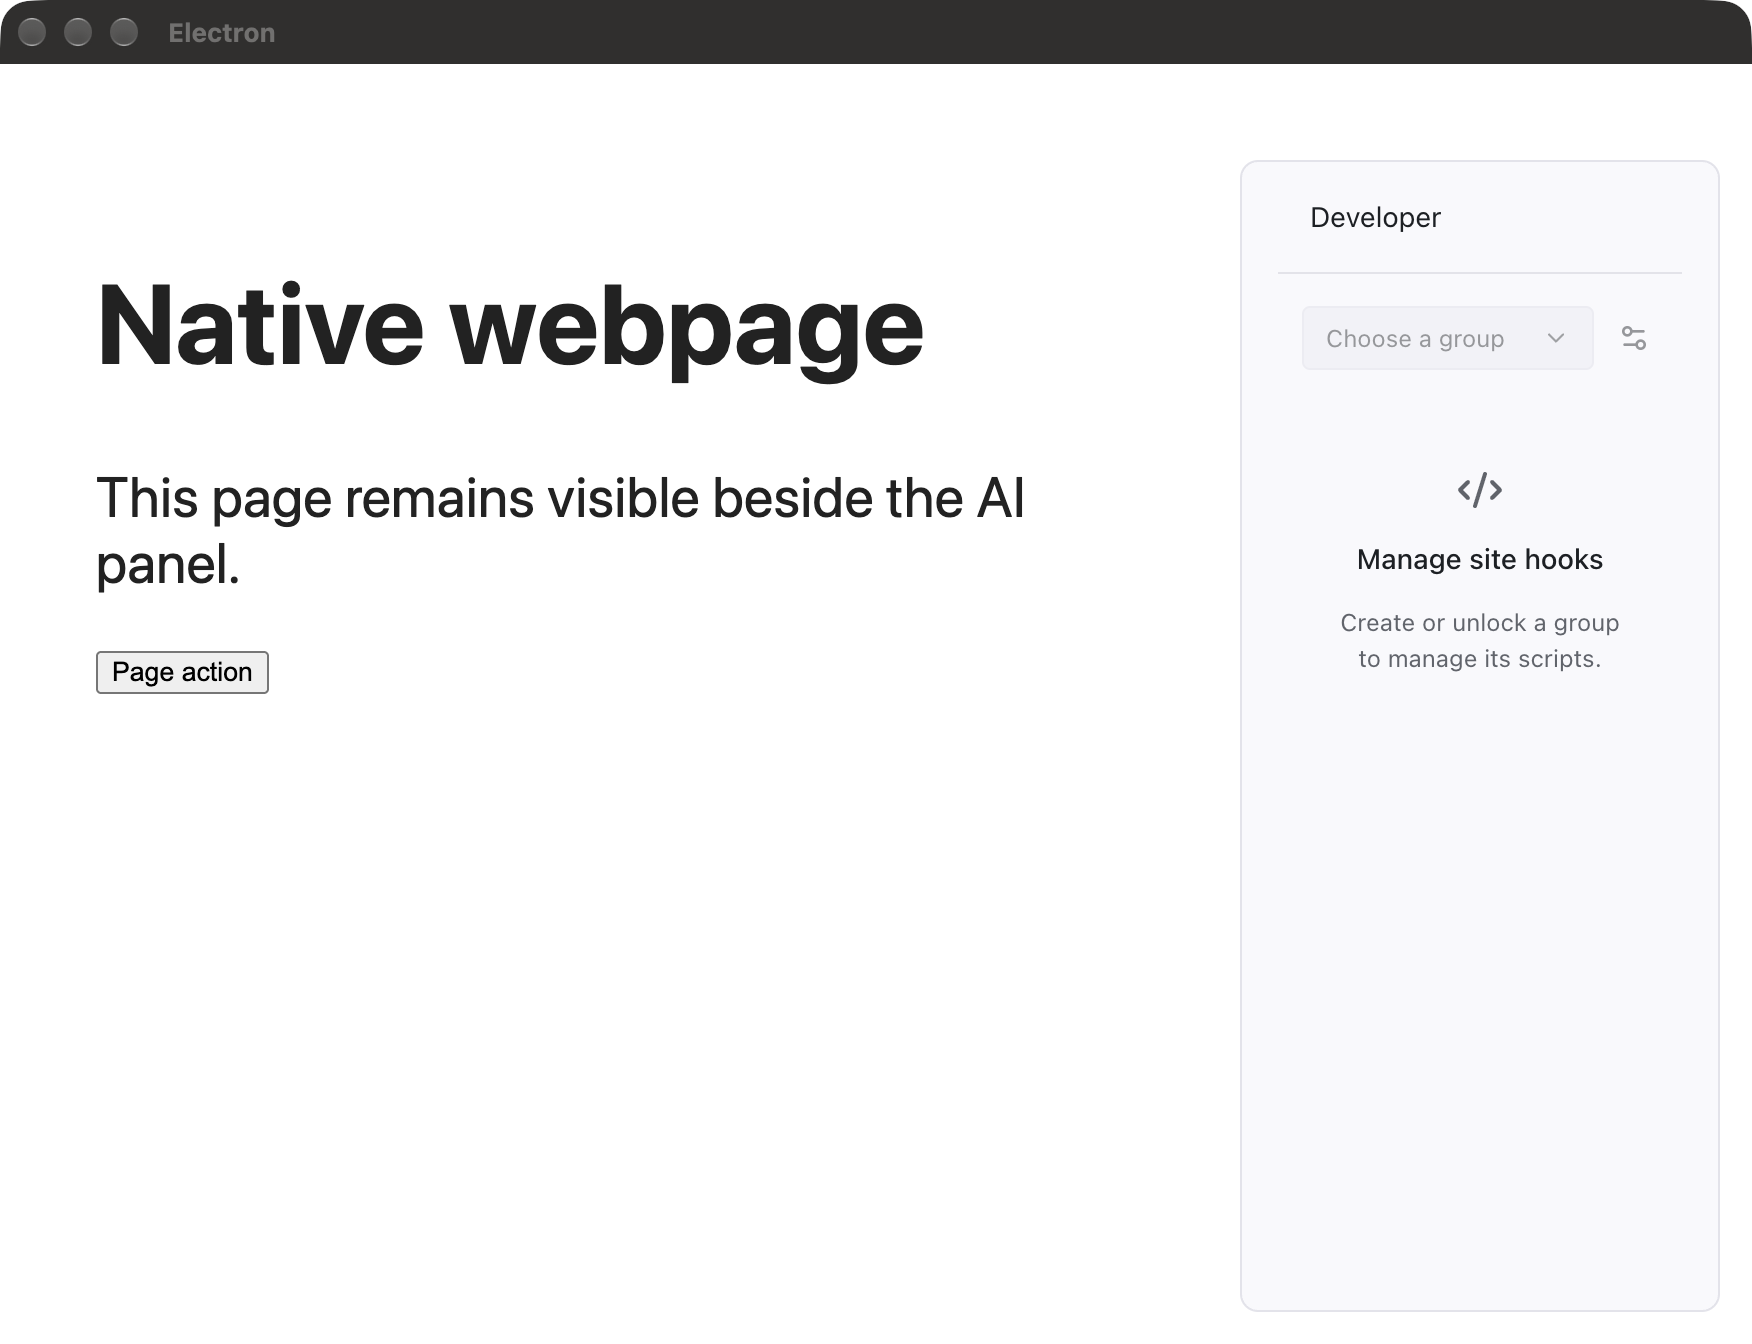 Electron
Native webpage
This page remains visible beside the AI
panel.
Page action
Developer
Choose a group
Manage site hooks
Create or unlock a group
to manage its scripts.